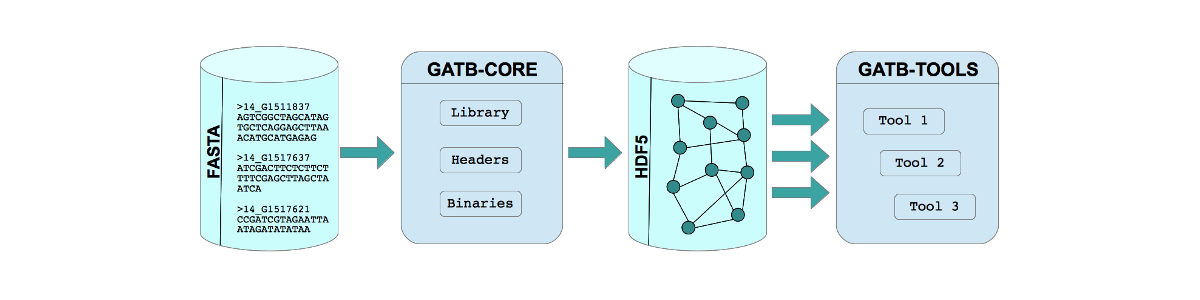 FASTA
>14_G1511837
AGTCGGCTAGCATAG
TGCTCAGGAGCTTAA
ACATGCATGAGAG
>14_G1517637
ATCGACTTCTCTTCT
TTTCGAGCTTAGCTA
ATCA
>14_G1517621
CCGATCGTAGAATTA
ATAGATATATAA
GATB-CORE
Library
Headers
Binaries
HDF5
GATB-TOOLS
Tool 1
Tool 2
Tool 3